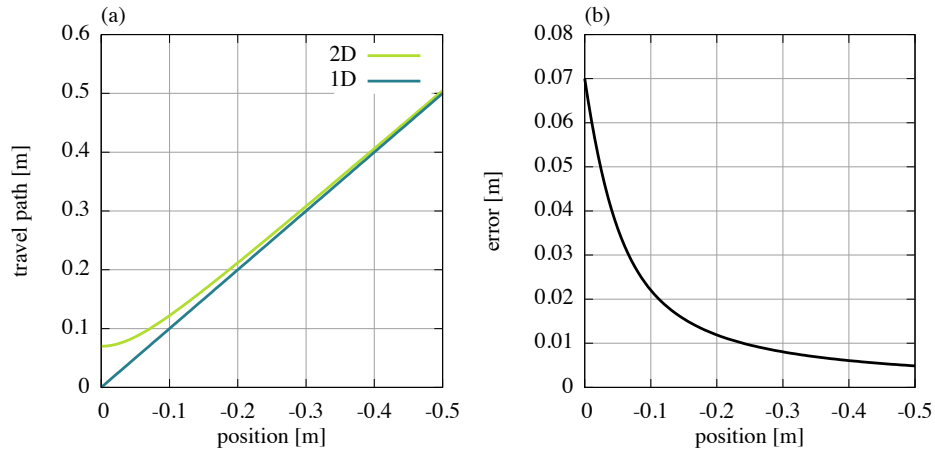 (a)
travel path [m]
0.6
0.5
0.4
0.3
0.2
0.1
0
2D
1D
0 -0.1 -0.2 -0.3 -0.4 -0.5
position [m]
(b)
error [m]
0.08
0.07
0.06
0.05
0.04
0.03
0.02
0.01
0
0 -0.1 -0.2 -0.3 -0.4 -0.5
position [m]